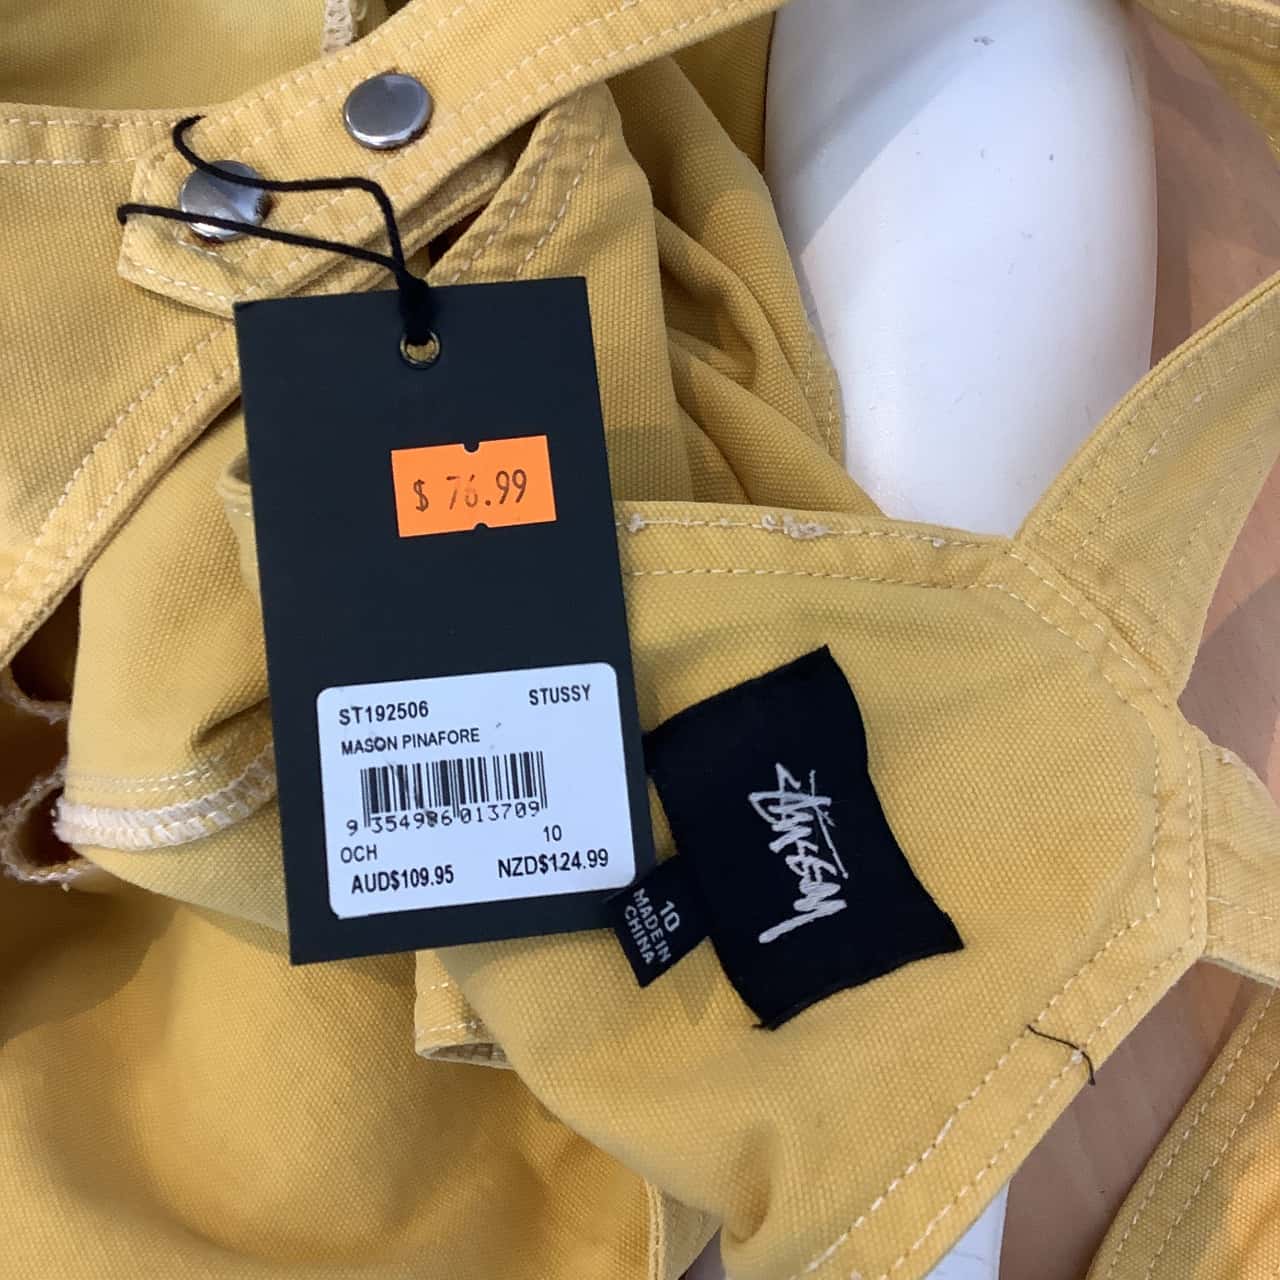 $ 76.99
ST192506 STUSSY
MASON PINAFORE
9 354986 013709
OCH 10
AUD$109.95 NZD$124.99
Stüssy
10
MADE IN
CHINA